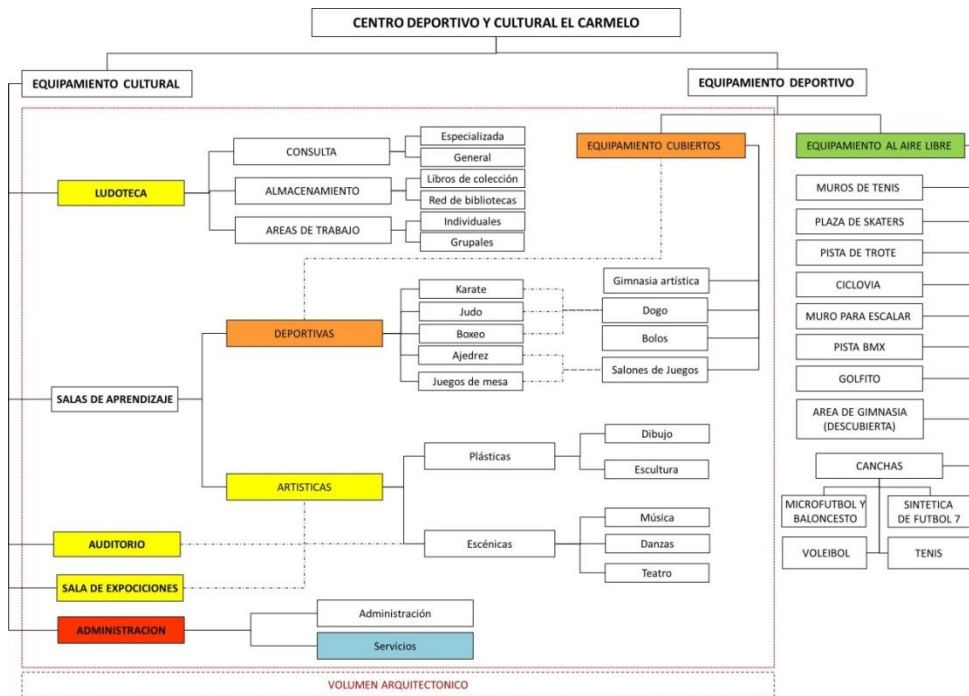 CENTRO DEPORTIVO Y CULTURAL EL CARMELO
EQUIPAMIENTO CULTURAL
EQUIPAMIENTO DEPORTIVO
EQUIPAMIENTO CUBIERTOS
EQUIPAMIENTO AL AIRE LIBRE
LUDOTECA
CONSULTA
Especializada
General
ALMACENAMIENTO
Libros de colección
Red de bibliotecas
AREAS DE TRABAJO
Individuales
Grupales
SALAS DE APRENDIZAJE
DEPORTIVAS
Karate
Judo
Boxeo
Ajedrez
Juegos de mesa
Gimnasia artística
Dogo
Bolos
Salones de Juegos
ARTISTICAS
Plásticas
Dibujo
Escultura
Escénicas
Música
Danzas
Teatro
AUDITORIO
SALA DE EXPOCICIONES
ADMINISTRACION
Administración
Servicios
MUROS DE TENIS
PLAZA DE SKATERS
PISTA DE TROTE
CICLOVIA
MURO PARA ESCALAR
PISTA BMX
GOLFITO
AREA DE GIMNASIA
(DESCUBIERTA)
CANCHAS
MICROFUTBOL Y
BALONCESTO
SINTETICA
DE FUTBOL 7
VOLEIBOL
TENIS
VOLUMEN ARQUITECTONICO